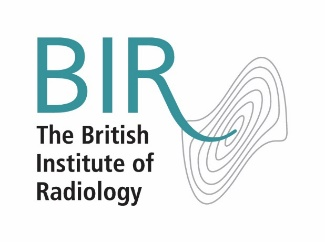 BIR
The British
Institute of
Radiology